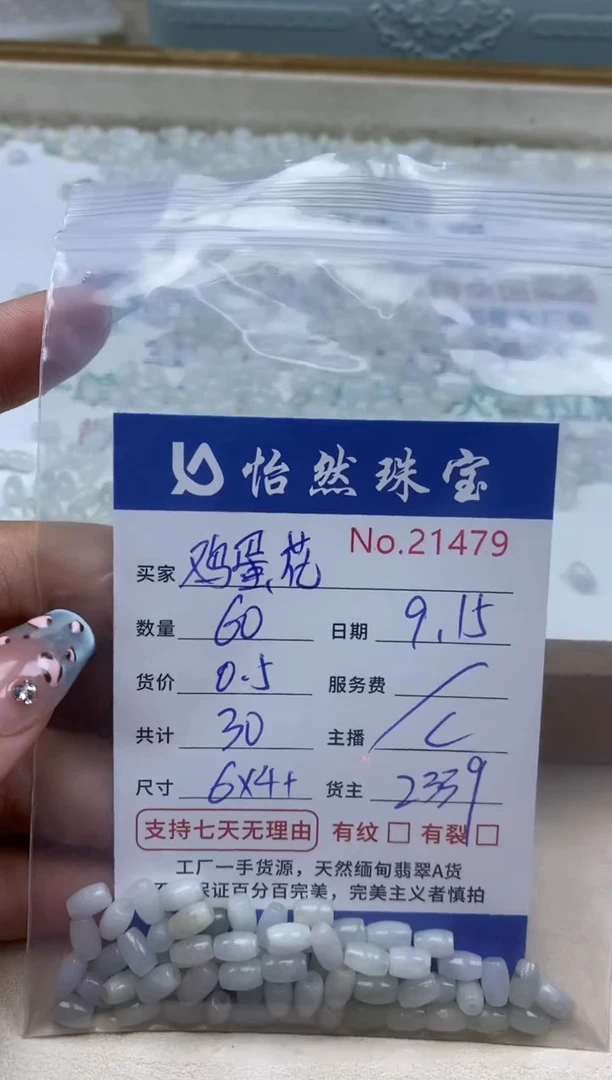 怡然珠宝
No.21479
买家 鸡蛋花
数量 60 日期 9.15
货价 0.5 服务费 /
共计 30 主播 C
尺寸 6X4+ 货主 2339
支持七天无理由 有纹 □ 有裂 □
工厂一手货源，天然缅甸翡翠A货
保证百分百完美，完美主义者慎拍